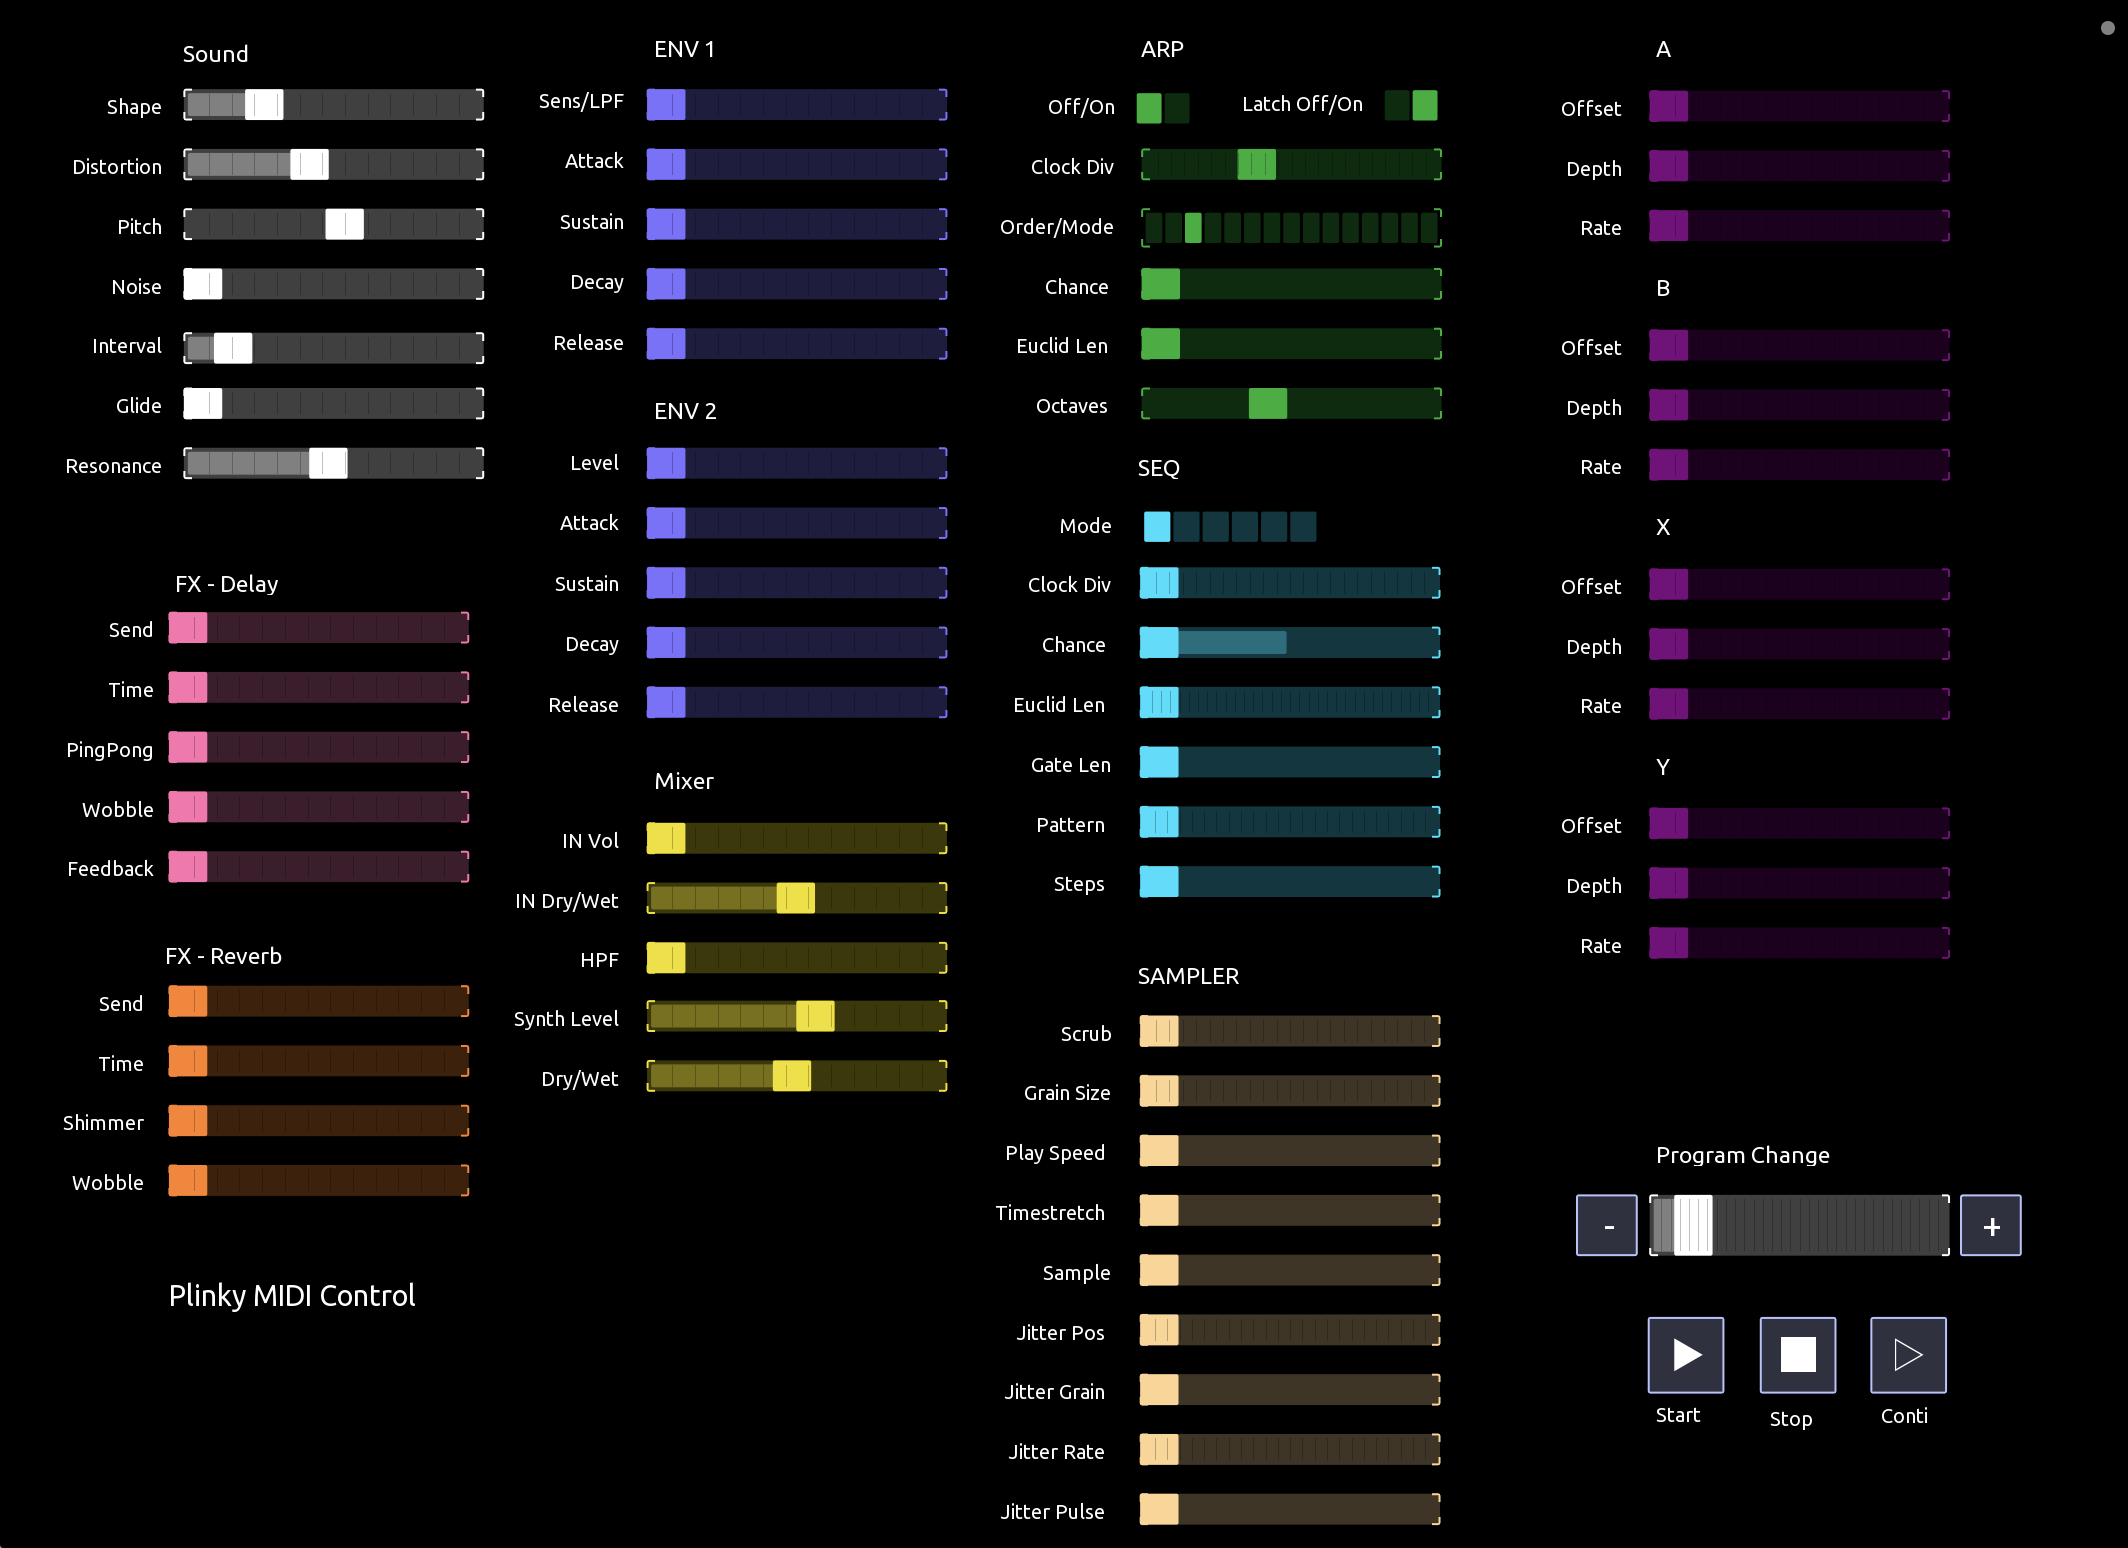 Sound
Shape
Distortion
Pitch
Noise
Interval
Glide
Resonance
FX - Delay
Send
Time
PingPong
Wobble
Feedback
FX - Reverb
Send
Time
Shimmer
Wobble
Plinky MIDI Control
ENV 1
Sens/LPF
Attack
Sustain
Decay
Release
ENV 2
Level
Attack
Sustain
Decay
Release
Mixer
IN Vol
IN Dry/Wet
HPF
Synth Level
Dry/Wet
ARP
Off/On Latch Off/On
Clock Div
Order/Mode
Chance
Euclid Len
Octaves
SEQ
Mode
Clock Div
Chance
Euclid Len
Gate Len
Pattern
Steps
SAMPLER
Scrub
Grain Size
Play Speed
Timestretch
Sample
Jitter Pos
Jitter Grain
Jitter Rate
Jitter Pulse
A
Offset
Depth
Rate
B
Offset
Depth
Rate
X
Offset
Depth
Rate
Y
Offset
Depth
Rate
Program Change
- +
Start Stop Conti